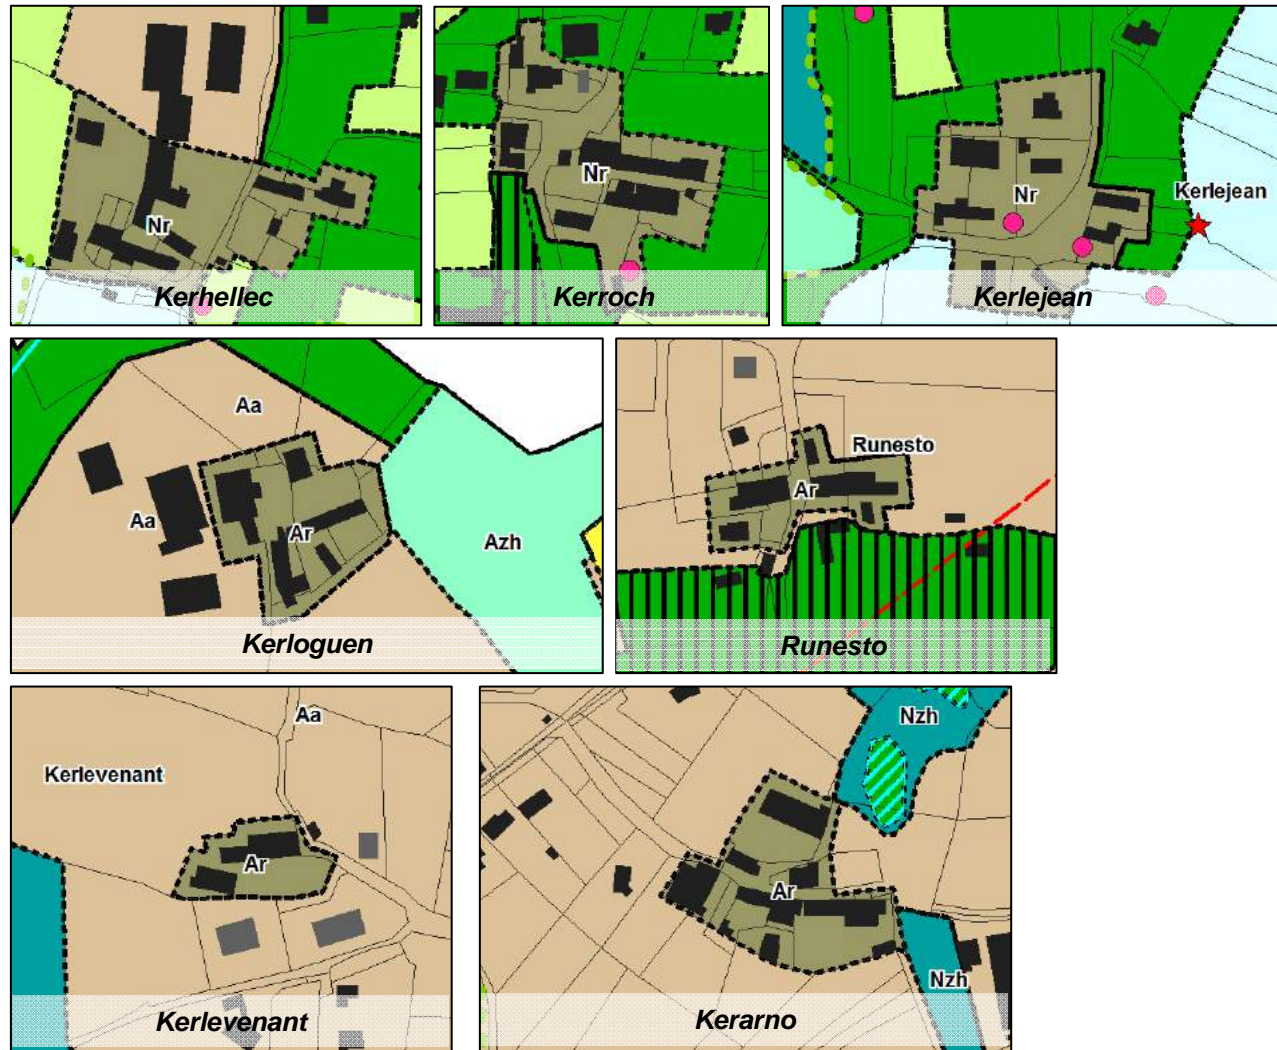 Nr
Kerhellec
Nr
Kerroch
Nr
Kerlejean
Kerlejean
Aa
Aa
Ar
Azh
Kerloguen
Runesto
Ar
Runesto
Aa
Kerlevenant
Ar
Kerlevenant
Nzh
Ar
Nzh
Kerarno